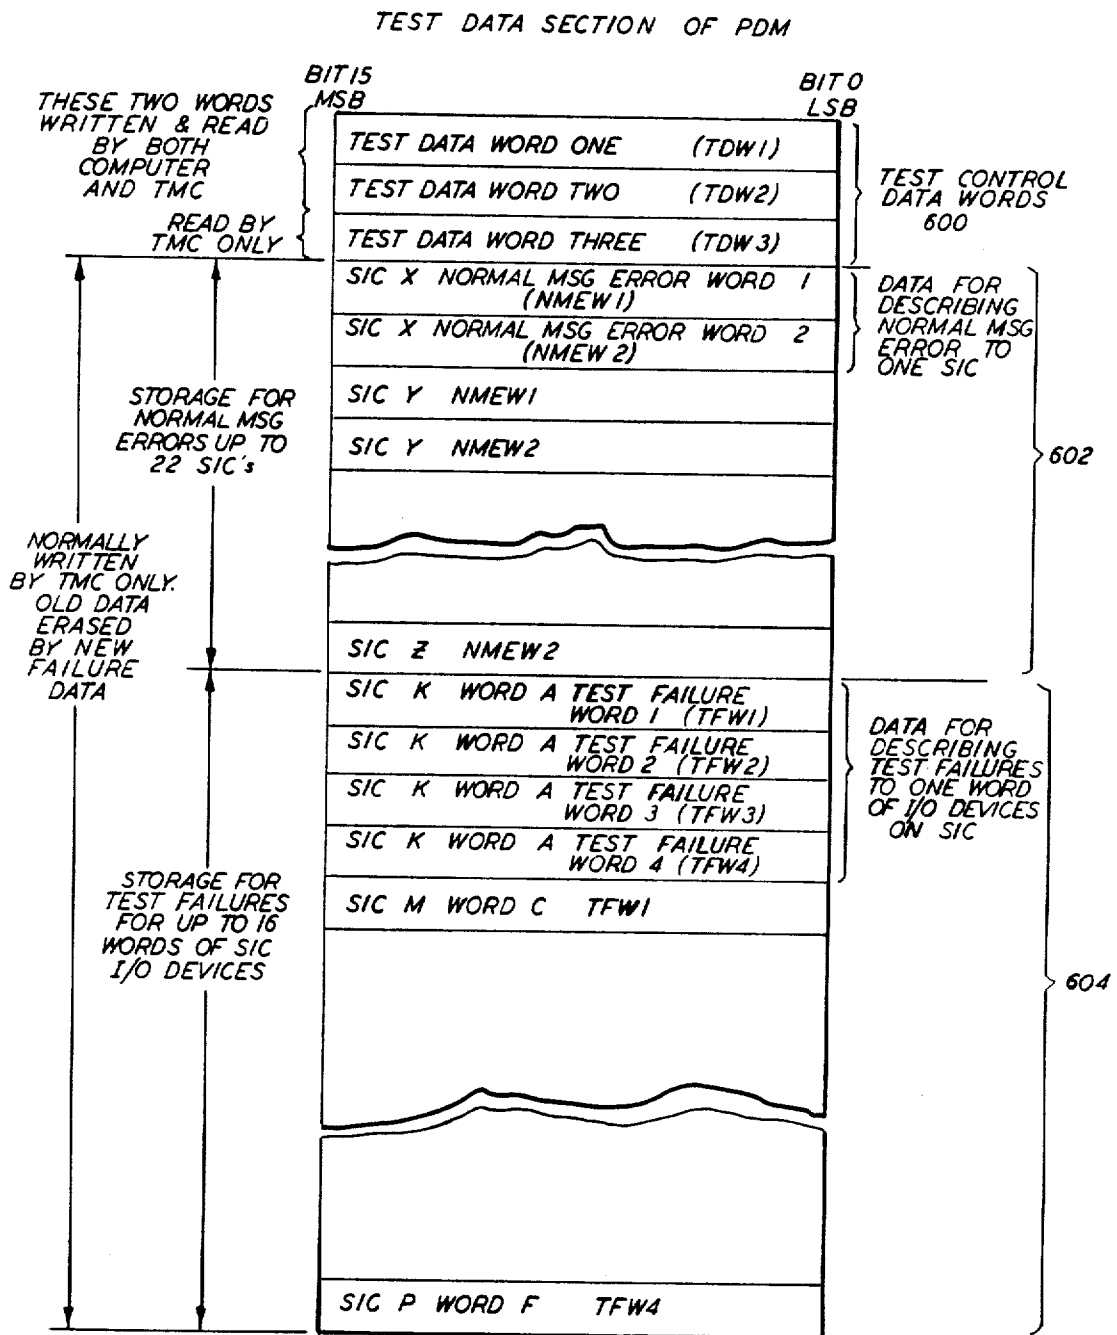 TEST DATA SECTION OF PDM
BIT 15
MSB
BIT 0
LSB
THESE TWO WORDS
WRITTEN & READ
BY BOTH
COMPUTER
AND TMC
READ BY
TMC ONLY
TEST DATA WORD ONE (TDW1)
TEST DATA WORD TWO (TDW2)
TEST DATA WORD THREE (TDW3)
TEST CONTROL
DATA WORDS
600
SIC X NORMAL MSG ERROR WORD 1
(NMEW1)
SIC X NORMAL MSG ERROR WORD 2
(NMEW2)
DATA FOR
DESCRIBING
NORMAL MSG
ERROR TO
ONE SIC
SIC Y NMEW1
SIC Y NMEW2
602
STORAGE FOR
NORMAL MSG
ERRORS UP TO
22 SIC's
NORMALLY
WRITTEN
BY TMC ONLY.
OLD DATA
ERASED
BY NEW
FAILURE
DATA
SIC Z NMEW2
SIC K WORD A TEST FAILURE
WORD 1 (TFW1)
SIC K WORD A TEST FAILURE
WORD 2 (TFW2)
SIC K WORD A TEST FAILURE
WORD 3 (TFW3)
SIC K WORD A TEST FAILURE
WORD 4 (TFW4)
DATA FOR
DESCRIBING
TEST FAILURES
TO ONE WORD
OF I/O DEVICES
ON SIC
SIC M WORD C TFW1
STORAGE FOR
TEST FAILURES
FOR UP TO 16
WORDS OF SIC
I/O DEVICES
604
SIC P WORD F TFW4